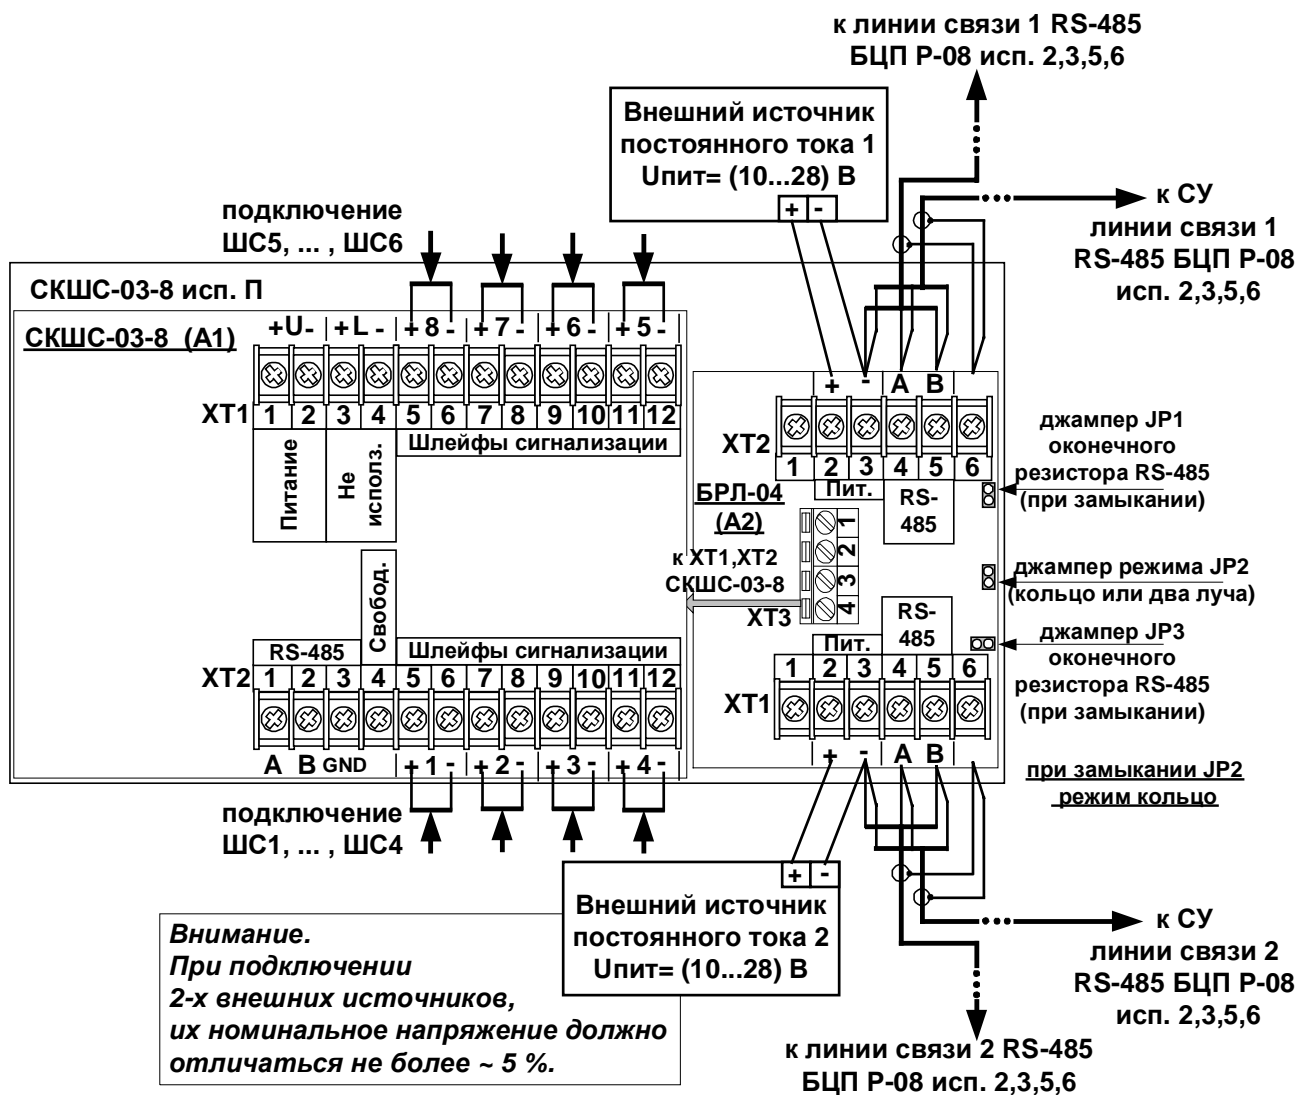 к линии связи 1 RS-485
БЦП Р-08 исп. 2,3,5,6
Внешний источник
постоянного тока 1
Uпит= (10...28) В
+ -
к СУ
линии связи 1
RS-485 БЦП Р-08
исп. 2,3,5,6
подключение
ШС5, ... , ШС6
СКШС-03-8 исп. П
СКШС-03-8 (А1)
+U- +L - + 8 - + 7 - + 6 - + 5 -
XT1 1 2 3 4 5 6 7 8 9 10 11 12
Питание
Не
исполз.
Шлейфы сигнализации
Свобод.
RS-485
Шлейфы сигнализации
XT2 1 2 3 4 5 6 7 8 9 10 11 12
A B GND + 1 - + 2 - + 3 - + 4 -
подключение
ШС1, ... , ШС4
+ - A B
XT2
1 2 3 4 5 6
Пит.
RS-
485
БРЛ-04
(А2)
1
2
3
4
к XT1,XT2
СКШС-03-8
XT3
RS-
485
Пит.
1 2 3 4 5 6
XT1
+ - A B
джампер JP1
оконечного
резистора RS-485
(при замыкании)
джампер режима JP2
(кольцо или два луча)
джампер JP3
оконечного
резистора RS-485
(при замыкании)
при замыкании JP2
режим кольцо
+ -
Внешний источник
постоянного тока 2
Uпит= (10...28) В
к СУ
линии связи 2
RS-485 БЦП Р-08
исп. 2,3,5,6
Внимание.
При подключении
2-х внешних источников,
их номинальное напряжение должно
отличаться не более ~ 5 %.
к линии связи 2 RS-485
БЦП Р-08 исп. 2,3,5,6